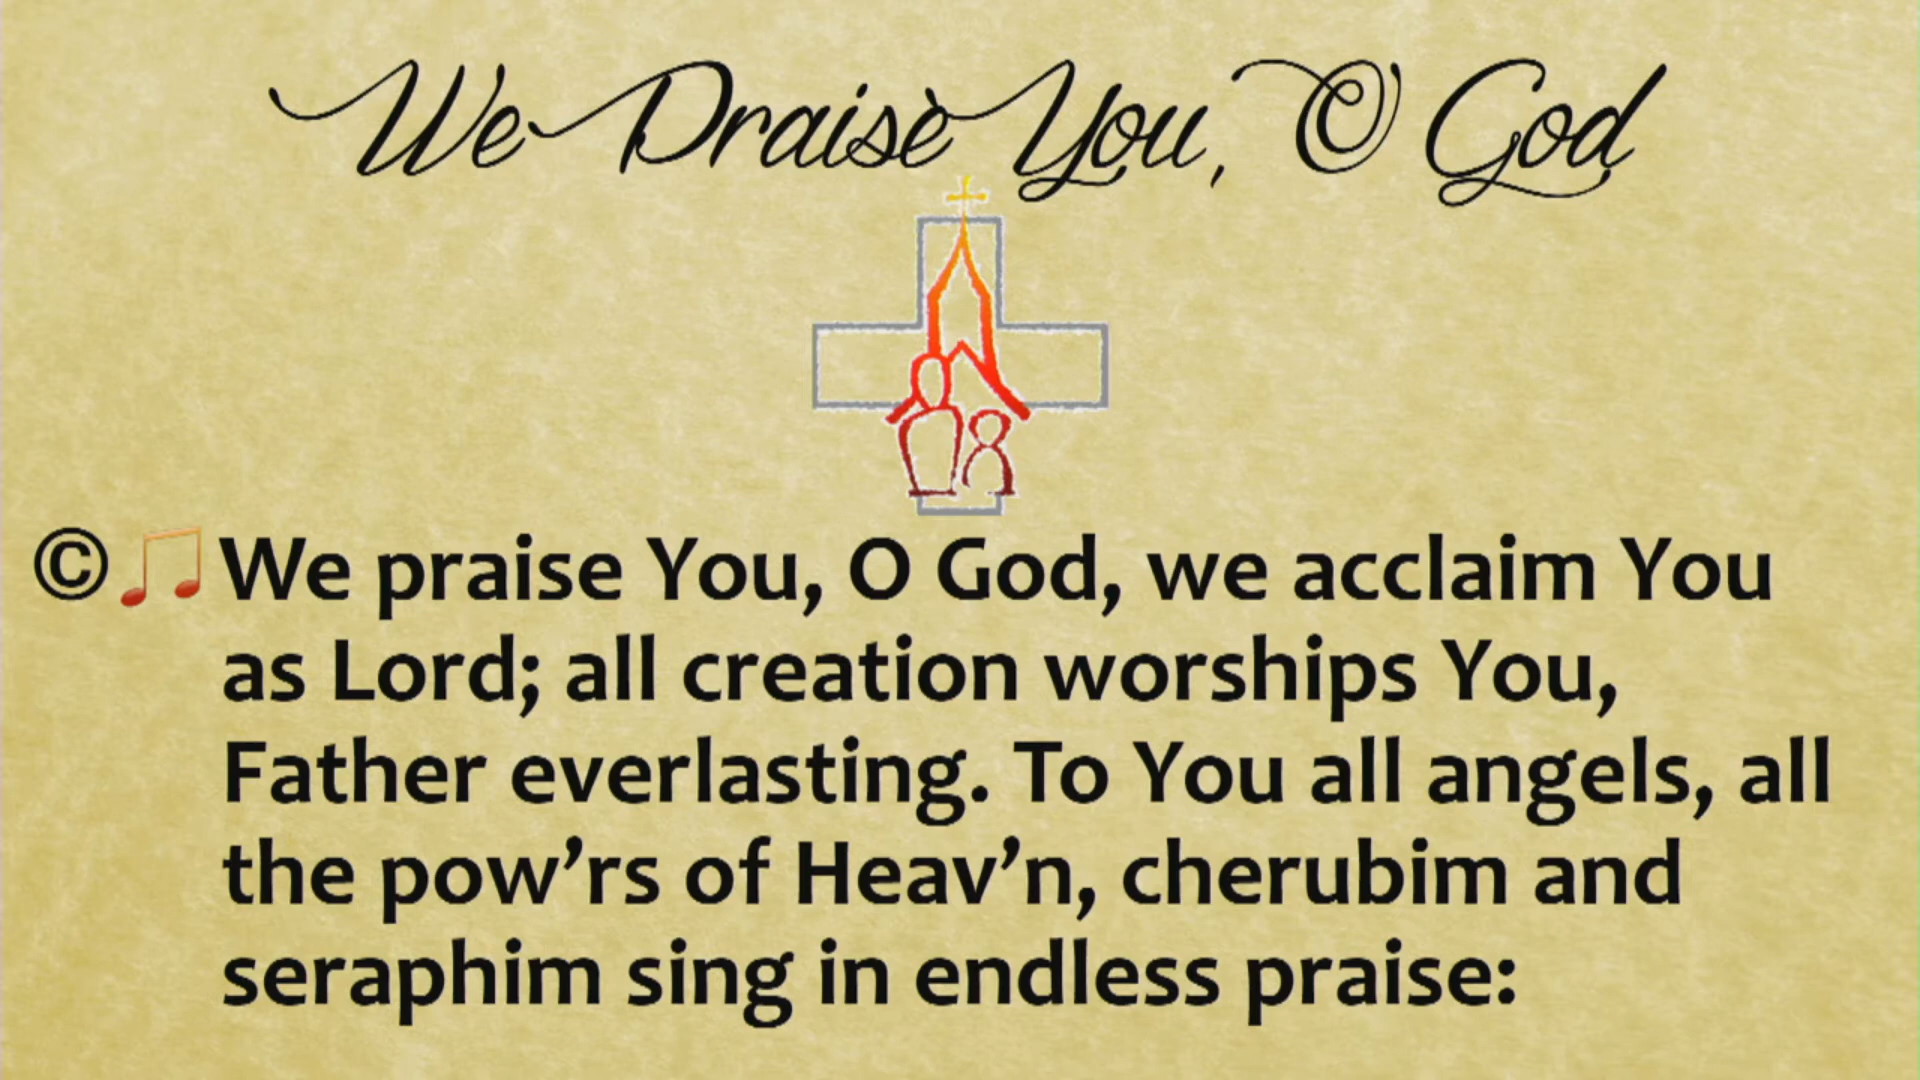 We Praise You, O God
©🎵 We praise You, O God, we acclaim You
as Lord; all creation worships You,
Father everlasting. To You all angels, all
the pow’rs of Heav’n, cherubim and
seraphim sing in endless praise: